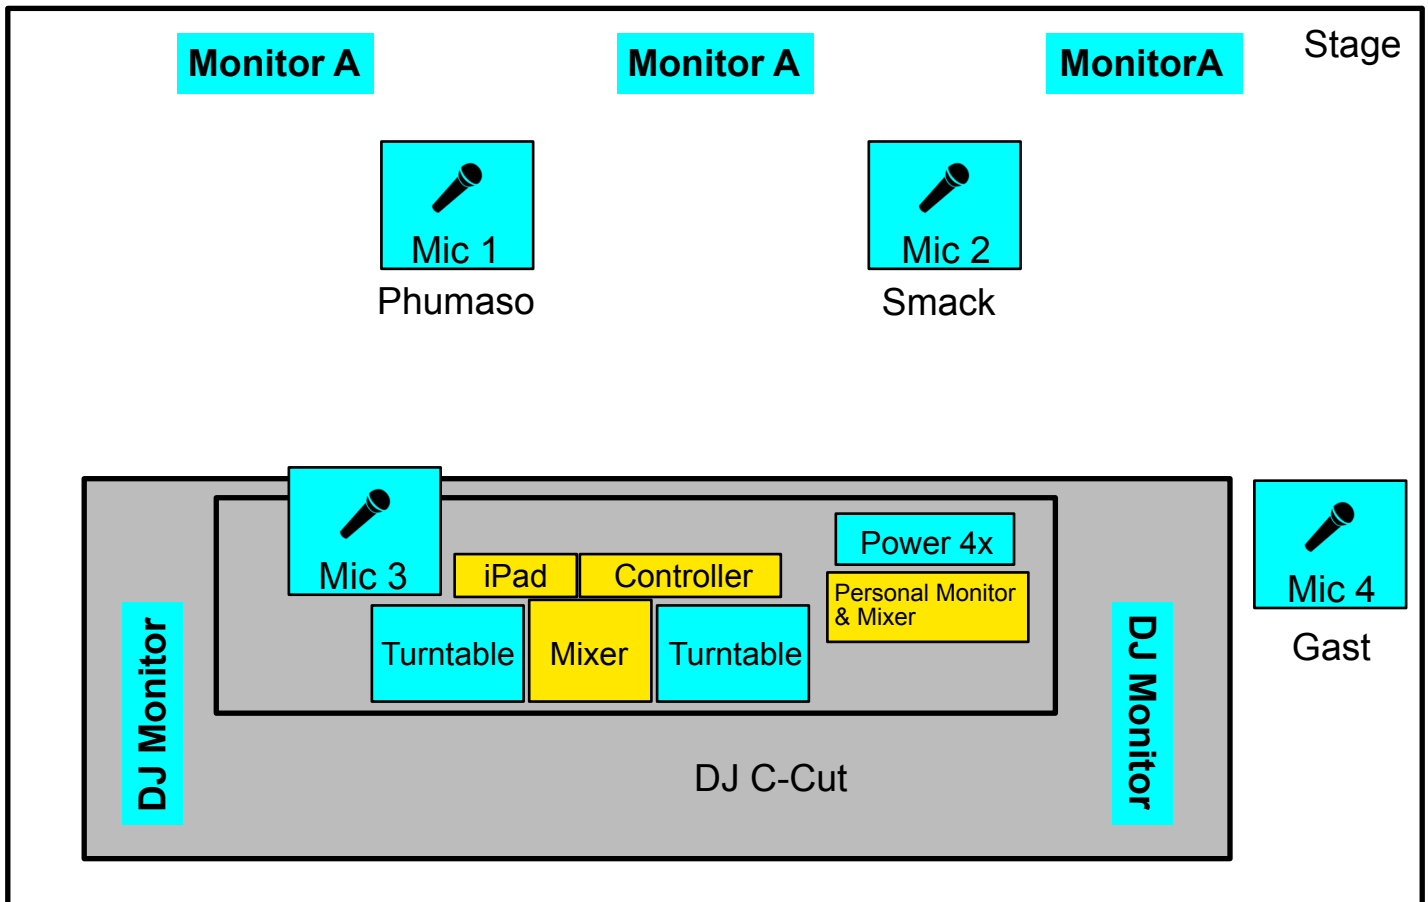 Stage
Monitor A
Monitor A
MonitorA
Mic 1
Mic 2
Phumaso
Smack
Mic 3
Power 4x
iPad
Controller
Personal Monitor
& Mixer
Mic 4
Gast
Turntable
Mixer
Turntable
DJ Monitor
DJ Monitor
DJ C-Cut